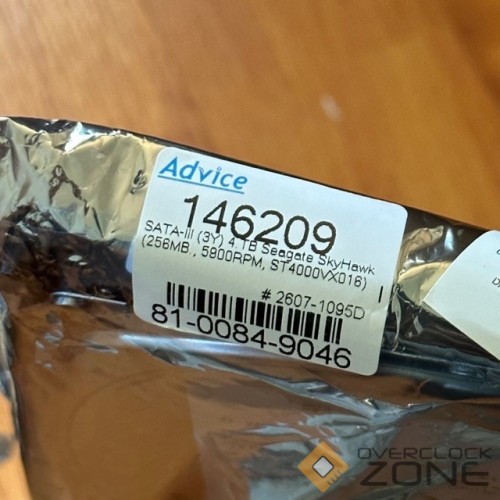 Advice
146209
SATA-III (3Y) 4 TB Seagate SkyHawk
(256MB., 5900RPM, ST4000VX016)
# 2607-1095D
81-0084-9046
OVERCLOCK
ZONE